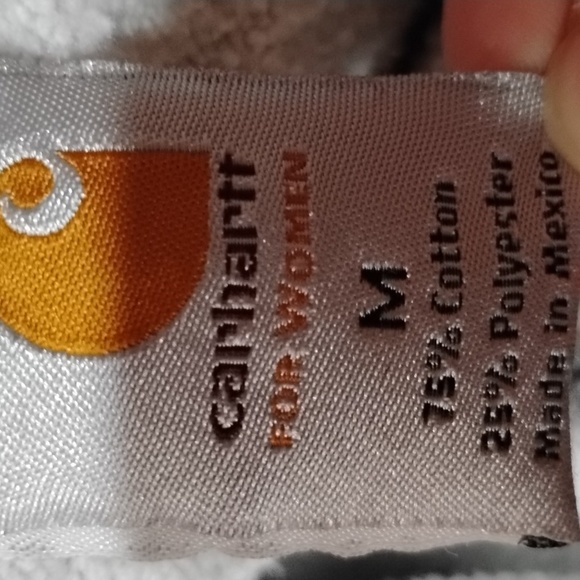 carhartt
FOR WOMEN
M
75% Cotton
25% Polyester
Made in Mexico